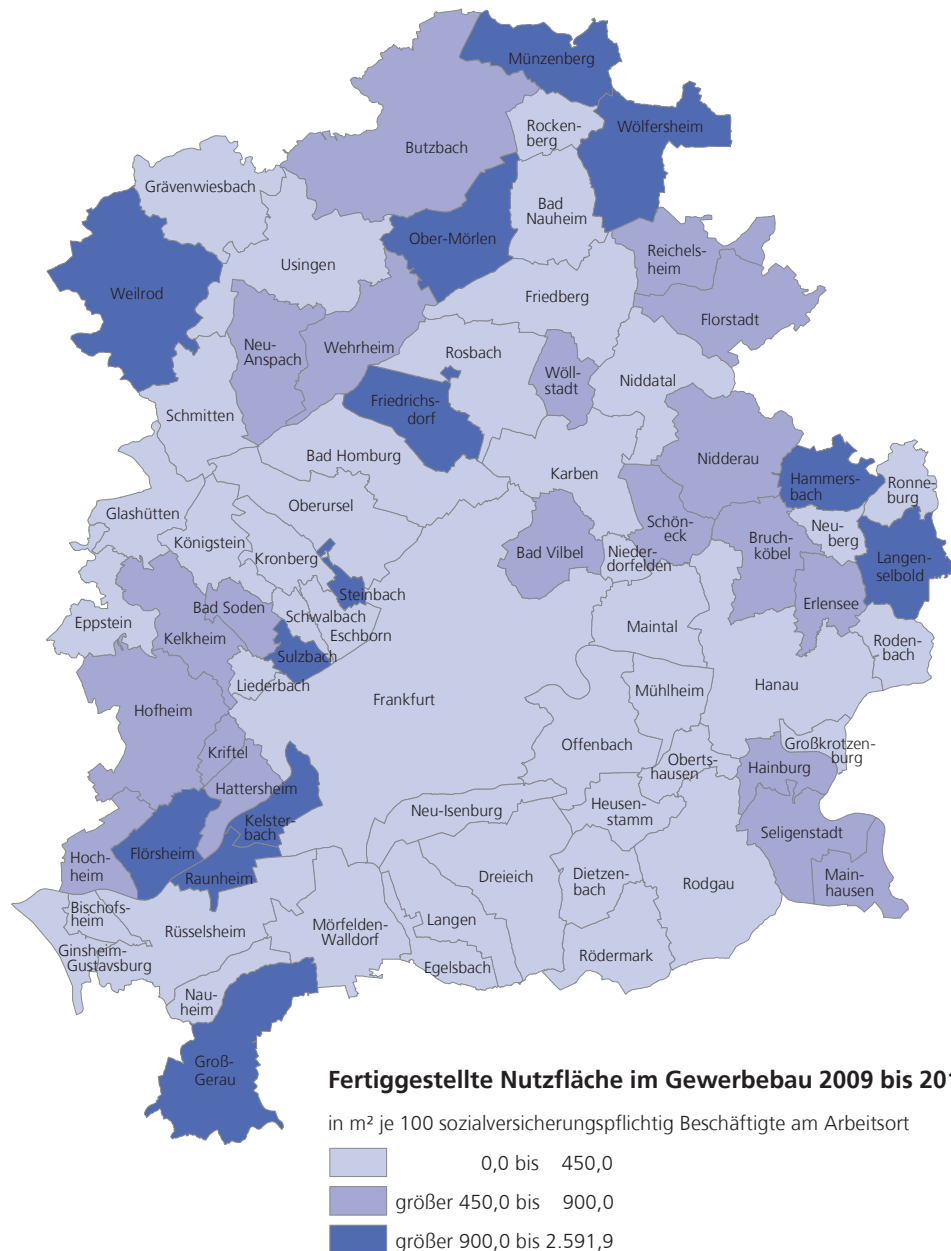 Münzenberg
Rocken-
berg
Wölfersheim
Butzbach
Grävenwiesbach
Bad
Nauheim
Ober-Mörlen
Reichels-
heim
Usingen
Weilrod
Friedberg
Florstadt
Neu-
Anspach
Wehrheim
Rosbach
Wöll-
stadt
Niddatal
Friedrichs-
dorf
Schmitten
Bad Homburg
Nidderau
Karben
Hammers-
bach
Ronne-
burg
Oberursel
Glashütten
Königstein
Schön-
eck
Neu-
berg
Bruch-
köbel
Kronberg
Bad Vilbel
Nieder-
dorfelden
Langen-
selbold
Steinbach
Bad Soden
Schwalbach
Erlensee
Eppstein
Kelkheim
Eschborn
Maintal
Roden-
bach
Sulzbach
Liederbach
Hanau
Mühlheim
Frankfurt
Hofheim
Offenbach
Großkrotzen-
burg
Kriftel
Oberts-
hausen
Hainburg
Hattersheim
Neu-Isenburg
Heusen-
stamm
Kelster-
bach
Seligenstadt
Flörsheim
Hoch-
heim
Dreieich
Dietzen-
bach
Raunheim
Rodgau
Main-
hausen
Bischofs-
heim
Rüsselsheim
Mörfelden-
Walldorf
Langen
Ginsheim-
Gustavsburg
Rödermark
Egelsbach
Nau-
heim
Groß-
Gerau
Fertiggestellte Nutzfläche im Gewerbebau 2009 bis 201
in m² je 100 sozialversicherungspflichtig Beschäftigte am Arbeitsort
0,0 bis 450,0
größer 450,0 bis 900,0
größer 900,0 bis 2.591,9